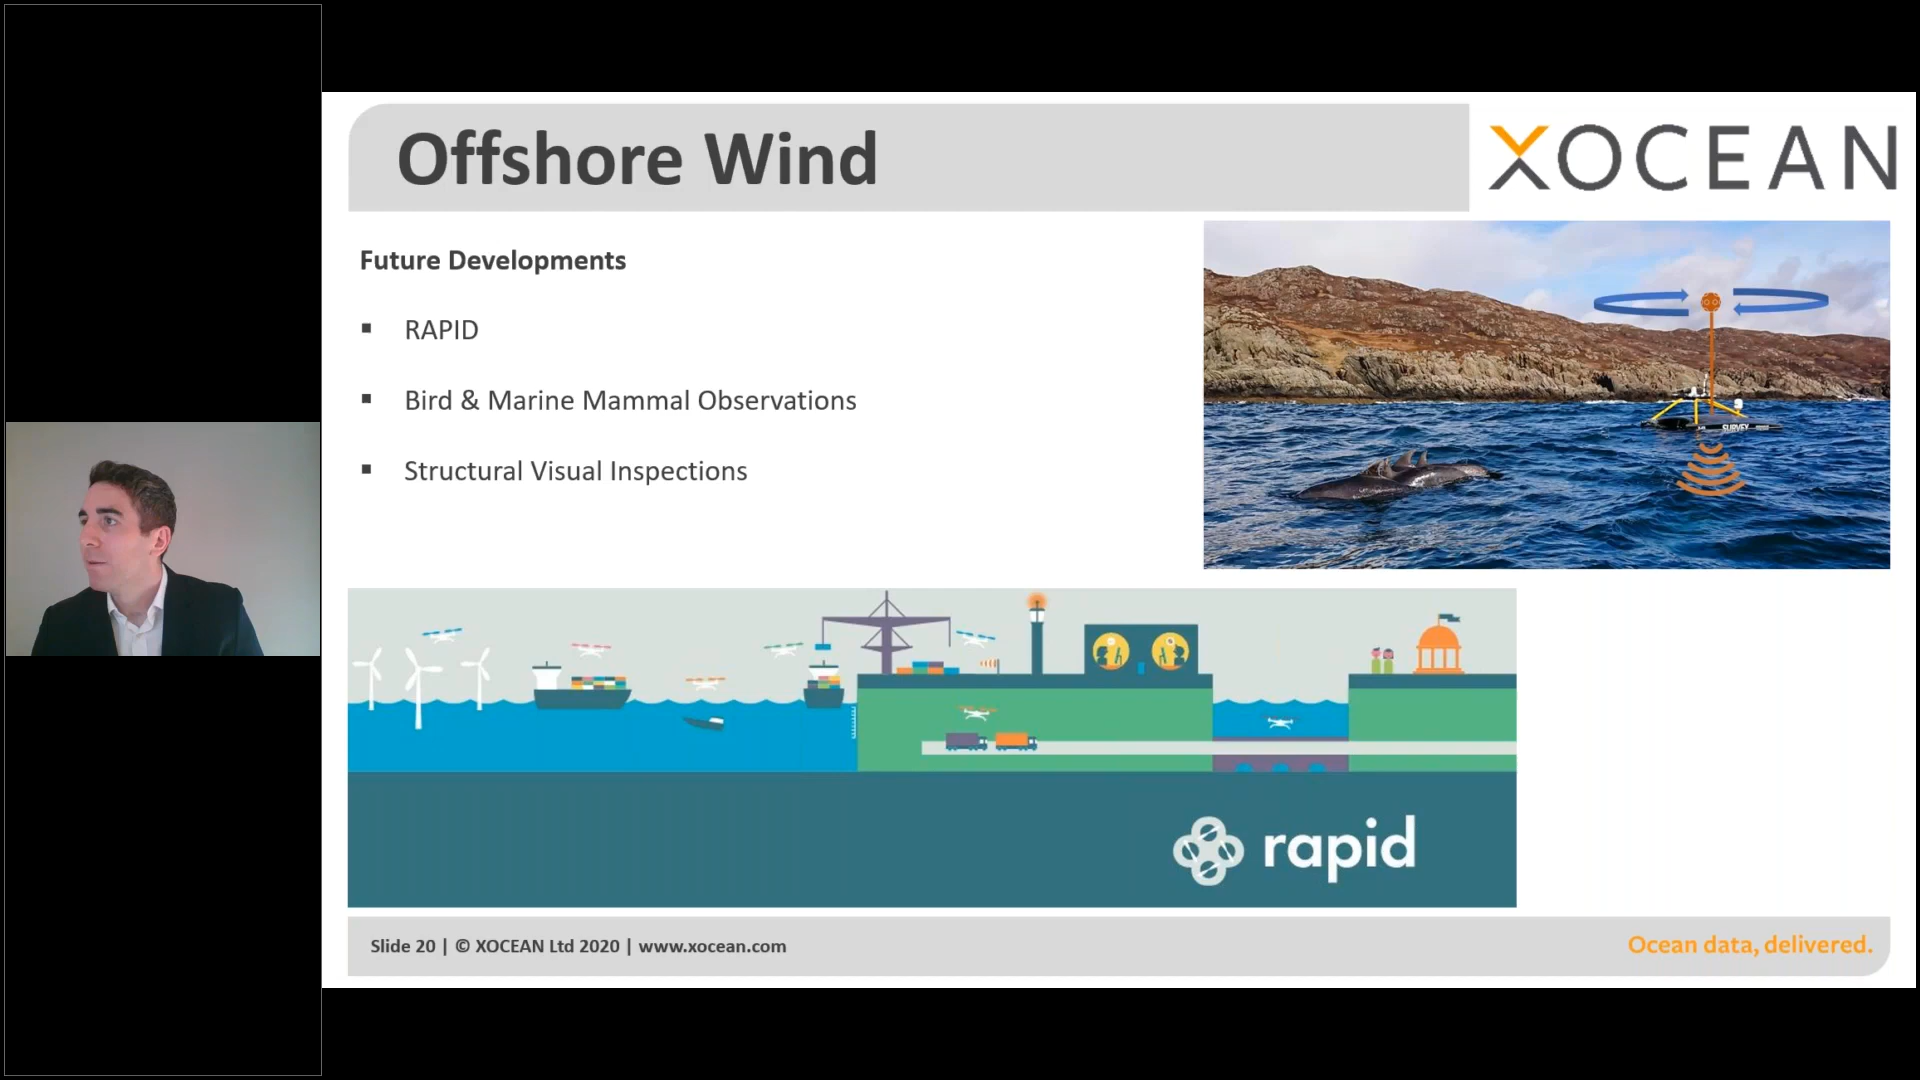 Offshore Wind
XOCEAN
Future Developments
▪ RAPID
▪ Bird & Marine Mammal Observations
▪ Structural Visual Inspections
SURVEY
rapid
Slide 20 | © XOCEAN Ltd 2020 | www.xocean.com
Ocean data, delivered.